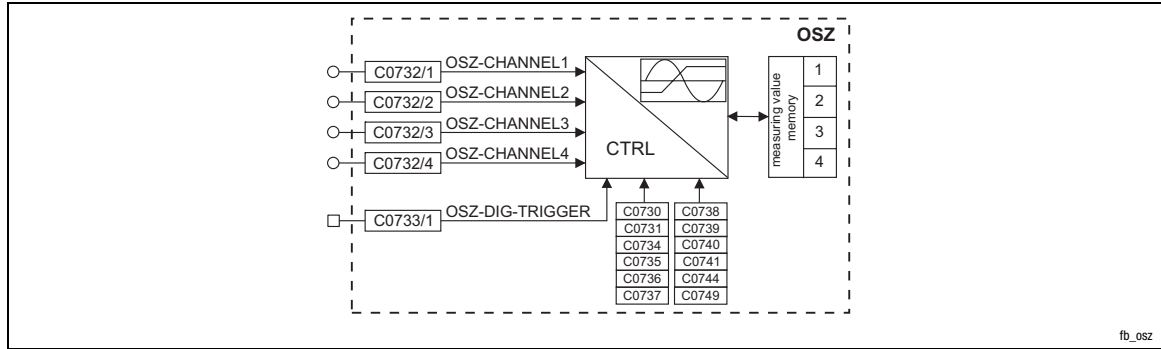 OSZ
C0732/1 OSZ-CHANNEL1
C0732/2 OSZ-CHANNEL2
C0732/3 OSZ-CHANNEL3
C0732/4 OSZ-CHANNEL4
C0733/1 OSZ-DIG-TRIGGER
CTRL
measuring value
memory
1
2
3
4
C0730 C0738
C0731 C0739
C0734 C0740
C0735 C0741
C0736 C0744
C0737 C0749
fb_osz